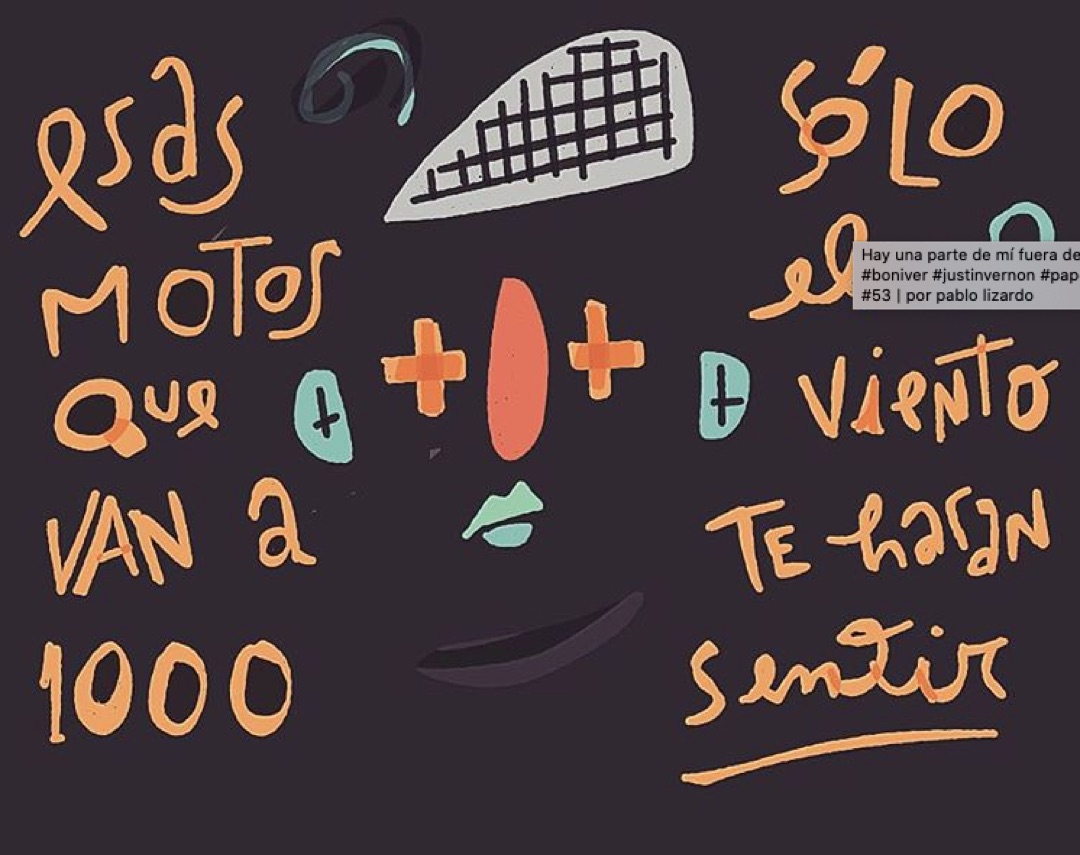 esas
MOTOS
Que
VAN a
1000
SÓLO
el
VieNTO
TE haraN
sentir
Hay una parte de mí fuera de
#boniver #justinvernon #pap
#53 | por pablo lizardo